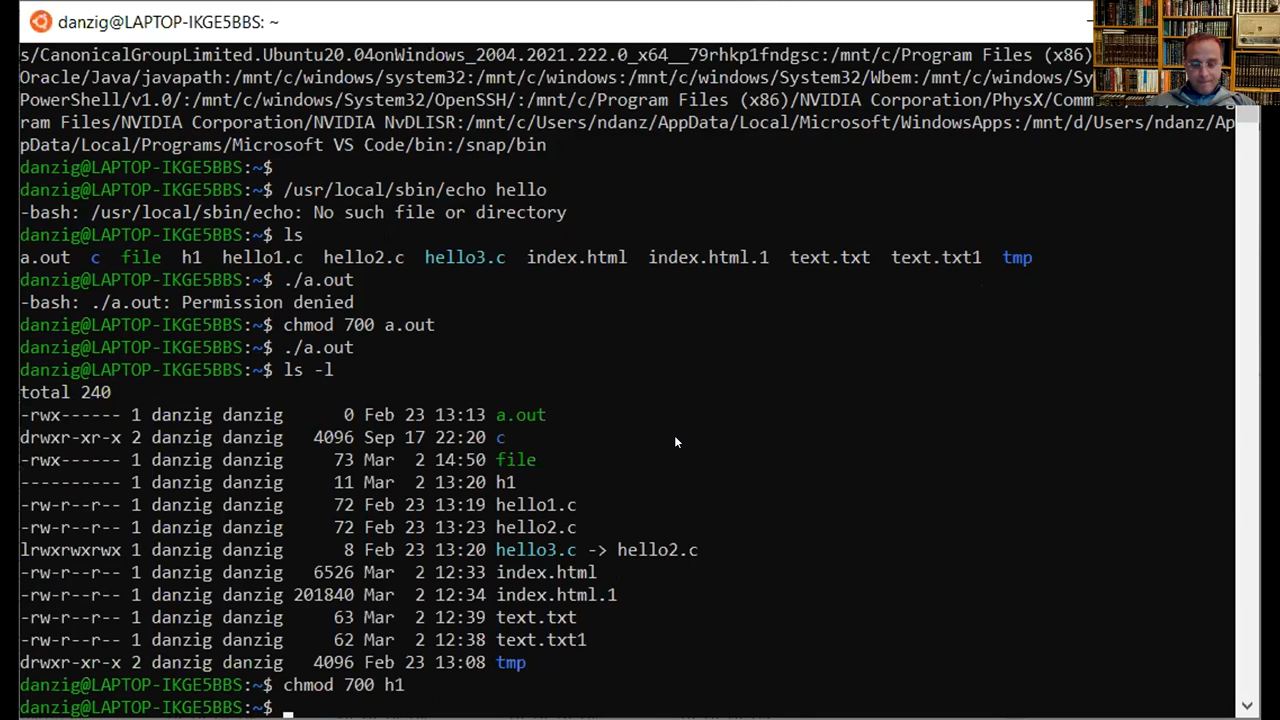 danzig@LAPTOP-IKGE5BBS: ~
s/CanonicalGroupLimited.Ubuntu20.04onWindows_2004.2021.222.0_x64__79rhkp1fndgsc:/mnt/c/Program Files (x86)
Oracle/Java/javapath:/mnt/c/windows/system32:/mnt/c/windows:/mnt/c/windows/System32/Wbem:/mnt/c/windows/Sy
PowerShell/v1.0/:/mnt/c/windows/System32/OpenSSH/:/mnt/c/Program Files (x86)/NVIDIA Corporation/PhysX/Comm
ram Files/NVIDIA Corporation/NVIDIA NvDLISR:/mnt/c/Users/ndanz/AppData/Local/Microsoft/WindowsApps:/mnt/d/Users/ndanz/Ap
pData/Local/Programs/Microsoft VS Code/bin:/snap/bin
danzig@LAPTOP-IKGE5BBS:~$
danzig@LAPTOP-IKGE5BBS:~$ /usr/local/sbin/echo hello
-bash: /usr/local/sbin/echo: No such file or directory
danzig@LAPTOP-IKGE5BBS:~$ ls
a.out c file h1 hello1.c hello2.c hello3.c index.html index.html.1 text.txt text.txt1 tmp
danzig@LAPTOP-IKGE5BBS:~$ ./a.out
-bash: ./a.out: Permission denied
danzig@LAPTOP-IKGE5BBS:~$ chmod 700 a.out
danzig@LAPTOP-IKGE5BBS:~$ ./a.out
danzig@LAPTOP-IKGE5BBS:~$ ls -l
total 240
-rwx------ 1 danzig danzig 0 Feb 23 13:13 a.out
drwxr-xr-x 2 danzig danzig 4096 Sep 17 22:20 c
-rwx------ 1 danzig danzig 73 Mar 2 14:50 file
---------- 1 danzig danzig 11 Mar 2 13:20 h1
-rw-r--r-- 1 danzig danzig 72 Feb 23 13:19 hello1.c
-rw-r--r-- 1 danzig danzig 72 Feb 23 13:23 hello2.c
lrwxrwxrwx 1 danzig danzig 8 Feb 23 13:20 hello3.c -> hello2.c
-rw-r--r-- 1 danzig danzig 6526 Mar 2 12:33 index.html
-rw-r--r-- 1 danzig danzig 201840 Mar 2 12:34 index.html.1
-rw-r--r-- 1 danzig danzig 63 Mar 2 12:39 text.txt
-rw-r--r-- 1 danzig danzig 62 Mar 2 12:38 text.txt1
drwxr-xr-x 2 danzig danzig 4096 Feb 23 13:08 tmp
danzig@LAPTOP-IKGE5BBS:~$ chmod 700 h1
danzig@LAPTOP-IKGE5BBS:~$